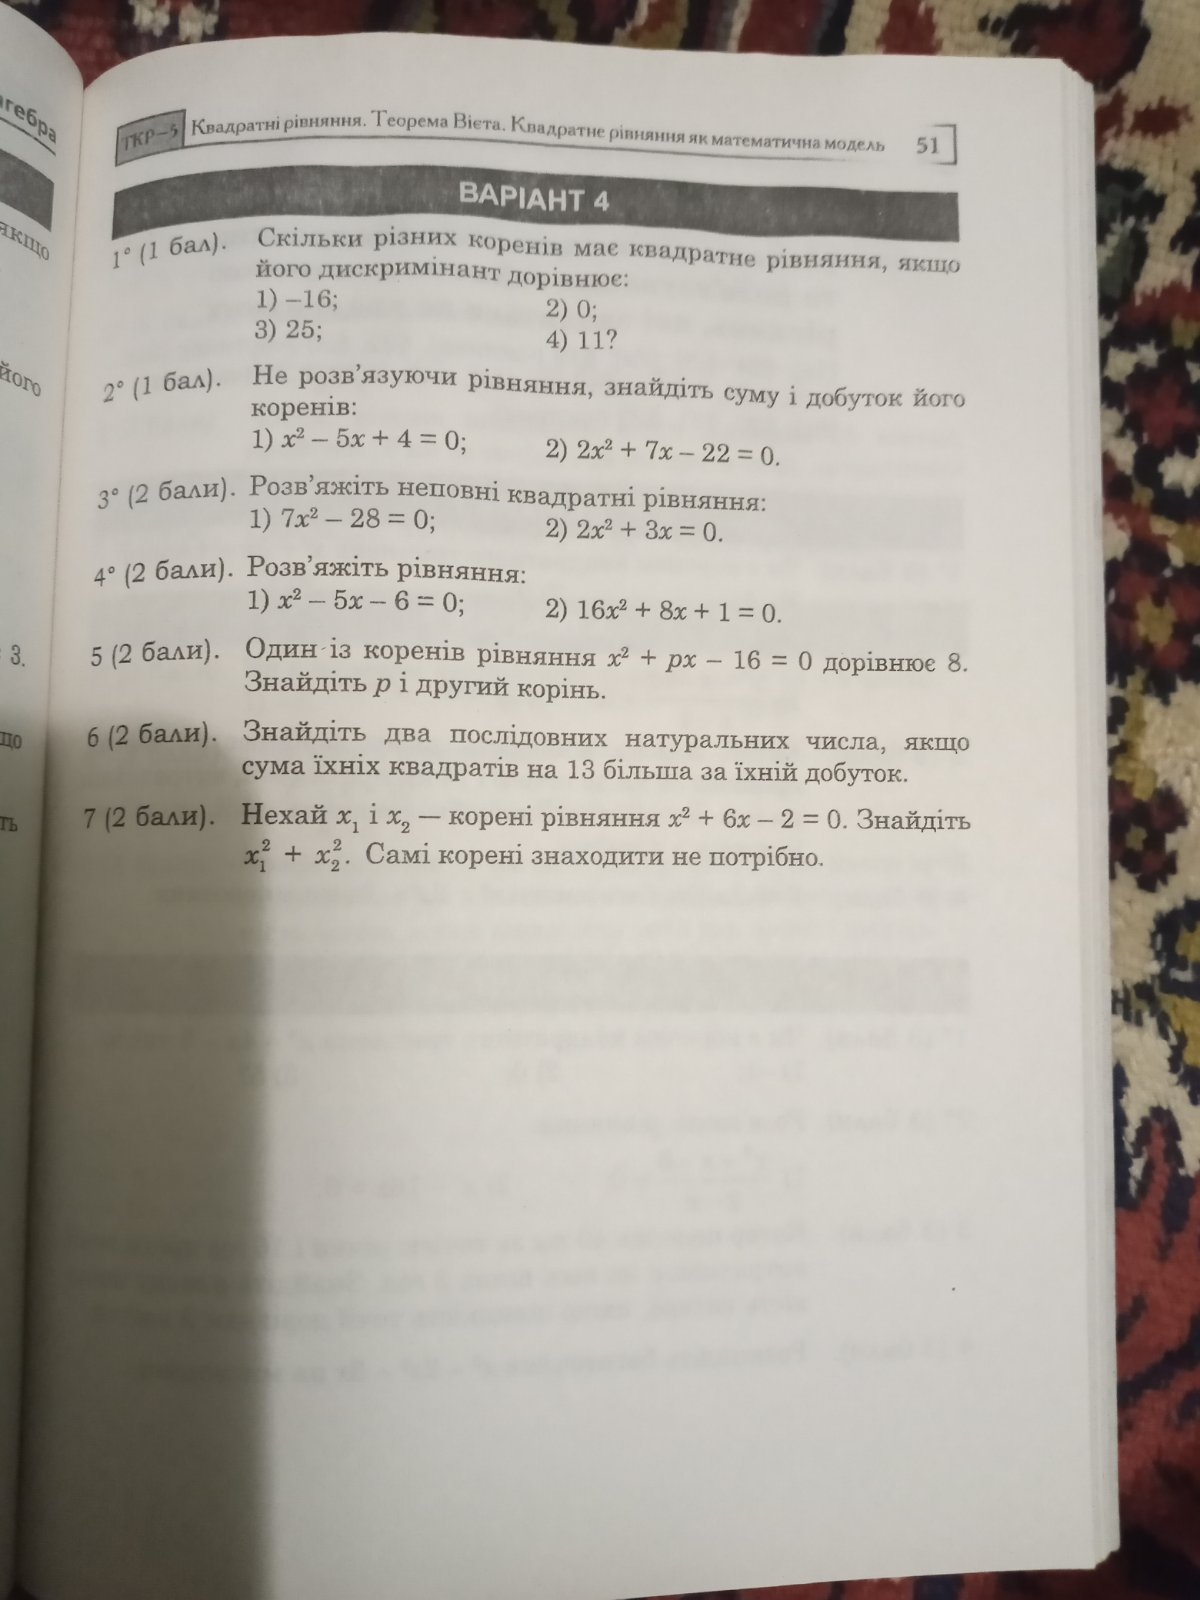 гебра
якщо
його
3.
що
ть
ТКР–5 Квадратні рівняння. Теорема Вієта. Квадратне рівняння як математична модель 51
ВАРІАНТ 4
1° (1 бал). Скільки різних коренів має квадратне рівняння, якщо
його дискримінант дорівнює:
1) –16; 2) 0;
3) 25; 4) 11?
2° (1 бал). Не розв’язуючи рівняння, знайдіть суму і добуток його
коренів:
1) x² – 5x + 4 = 0; 2) 2x² + 7x – 22 = 0.
3° (2 бали). Розв’яжіть неповні квадратні рівняння:
1) 7x² – 28 = 0; 2) 2x² + 3x = 0.
4° (2 бали). Розв’яжіть рівняння:
1) x² – 5x – 6 = 0; 2) 16x² + 8x + 1 = 0.
5 (2 бали). Один із коренів рівняння x² + px – 16 = 0 дорівнює 8.
Знайдіть p і другий корінь.
6 (2 бали). Знайдіть два послідовних натуральних числа, якщо
сума їхніх квадратів на 13 більша за їхній добуток.
7 (2 бали). Нехай x₁ і x₂ — корені рівняння x² + 6x – 2 = 0. Знайдіть
x₁² + x₂². Самі корені знаходити не потрібно.